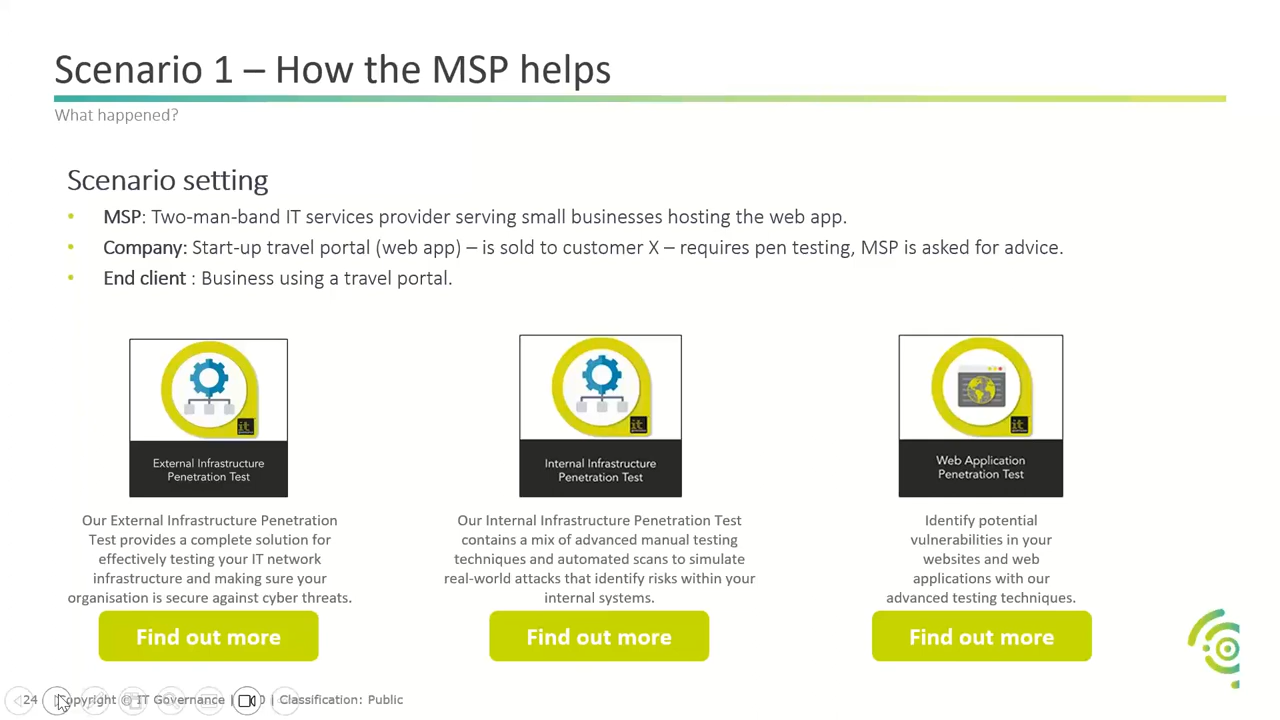 Scenario 1 – How the MSP helps
What happened?
Scenario setting
• MSP: Two-man-band IT services provider serving small businesses hosting the web app.
• Company: Start-up travel portal (web app) – is sold to customer X – requires pen testing, MSP is asked for advice.
• End client : Business using a travel portal.
it
External Infrastructure
Penetration Test
it
Internal Infrastructure
Penetration Test
it
Web Application
Penetration Test
Our External Infrastructure Penetration
Test provides a complete solution for
effectively testing your IT network
infrastructure and making sure your
organisation is secure against cyber threats.
Find out more
Our Internal Infrastructure Penetration Test
contains a mix of advanced manual testing
techniques and automated scans to simulate
real-world attacks that identify risks within your
internal systems.
Find out more
Identify potential
vulnerabilities in your
websites and web
applications with our
advanced testing techniques.
Find out more
24 Copyright © IT Governance | Classification: Public